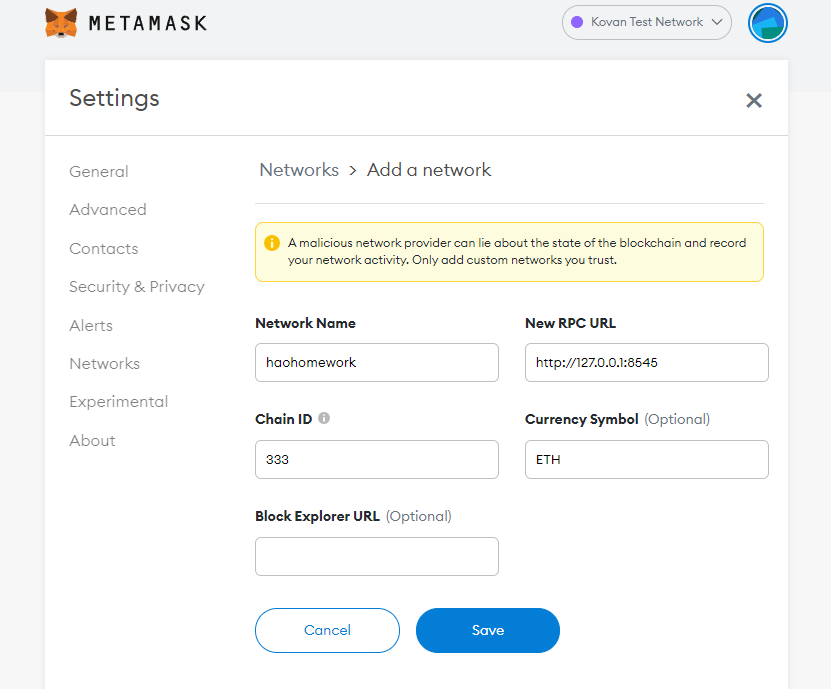 METAMASK
Kovan Test Network
Settings
General
Advanced
Contacts
Security & Privacy
Alerts
Networks
Experimental
About
Networks > Add a network
A malicious network provider can lie about the state of the blockchain and record
your network activity. Only add custom networks you trust.
Network Name
haohomework
New RPC URL
http://127.0.0.1:8545
Chain ID
333
Currency Symbol (Optional)
ETH
Block Explorer URL (Optional)
Cancel
Save